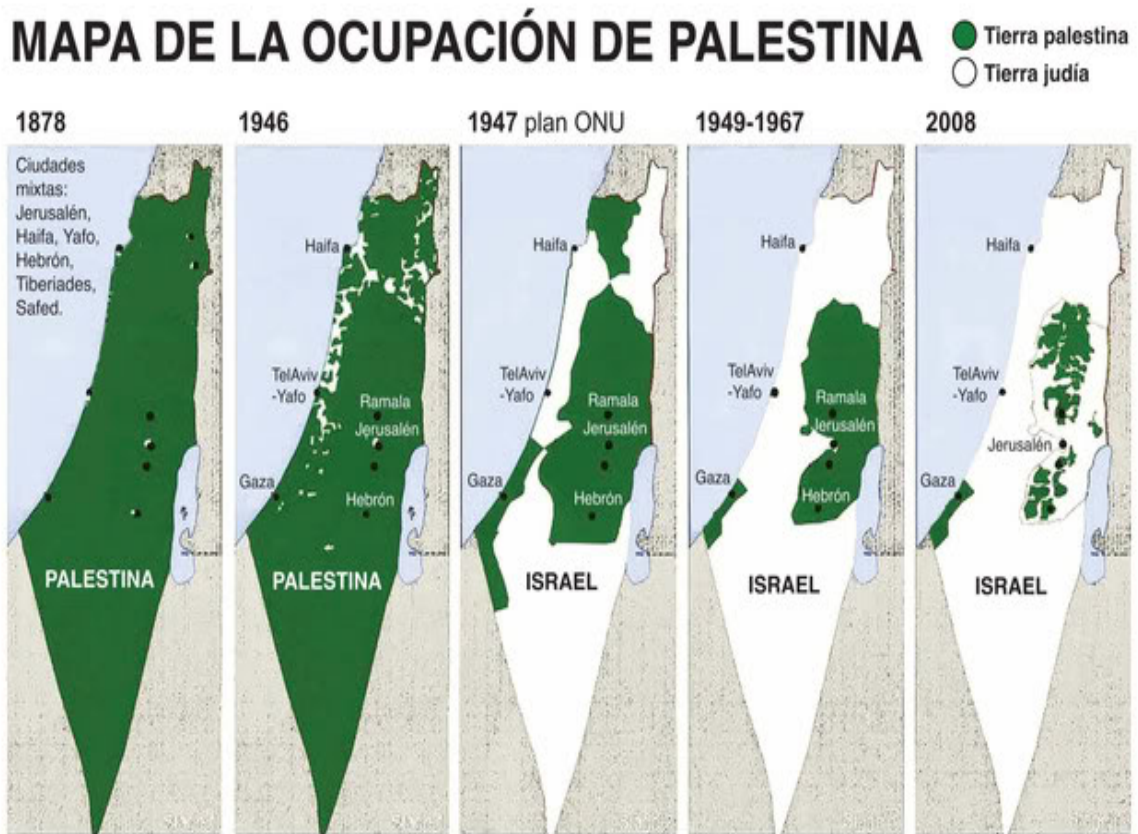 MAPA DE LA OCUPACIÓN DE PALESTINA
Tierra palestina
Tierra judía
1878
Ciudades
mixtas:
Jerusalén,
Haifa, Yafo,
Hebrón,
Tiberiades,
Safed.
PALESTINA
1946
Haifa
TelAviv
-Yafo
Ramala
Jerusalén
Gaza
Hebrón
PALESTINA
1947 plan ONU
Haifa
TelAviv
-Yafo
Ramala
Jerusalén
Gaza
Hebrón
ISRAEL
1949-1967
Haifa
TelAviv
-Yafo
Ramala
Jerusalén
Gaza
Hebrón
ISRAEL
2008
Haifa
TelAviv
-Yafo
Jerusalén
Gaza
ISRAEL